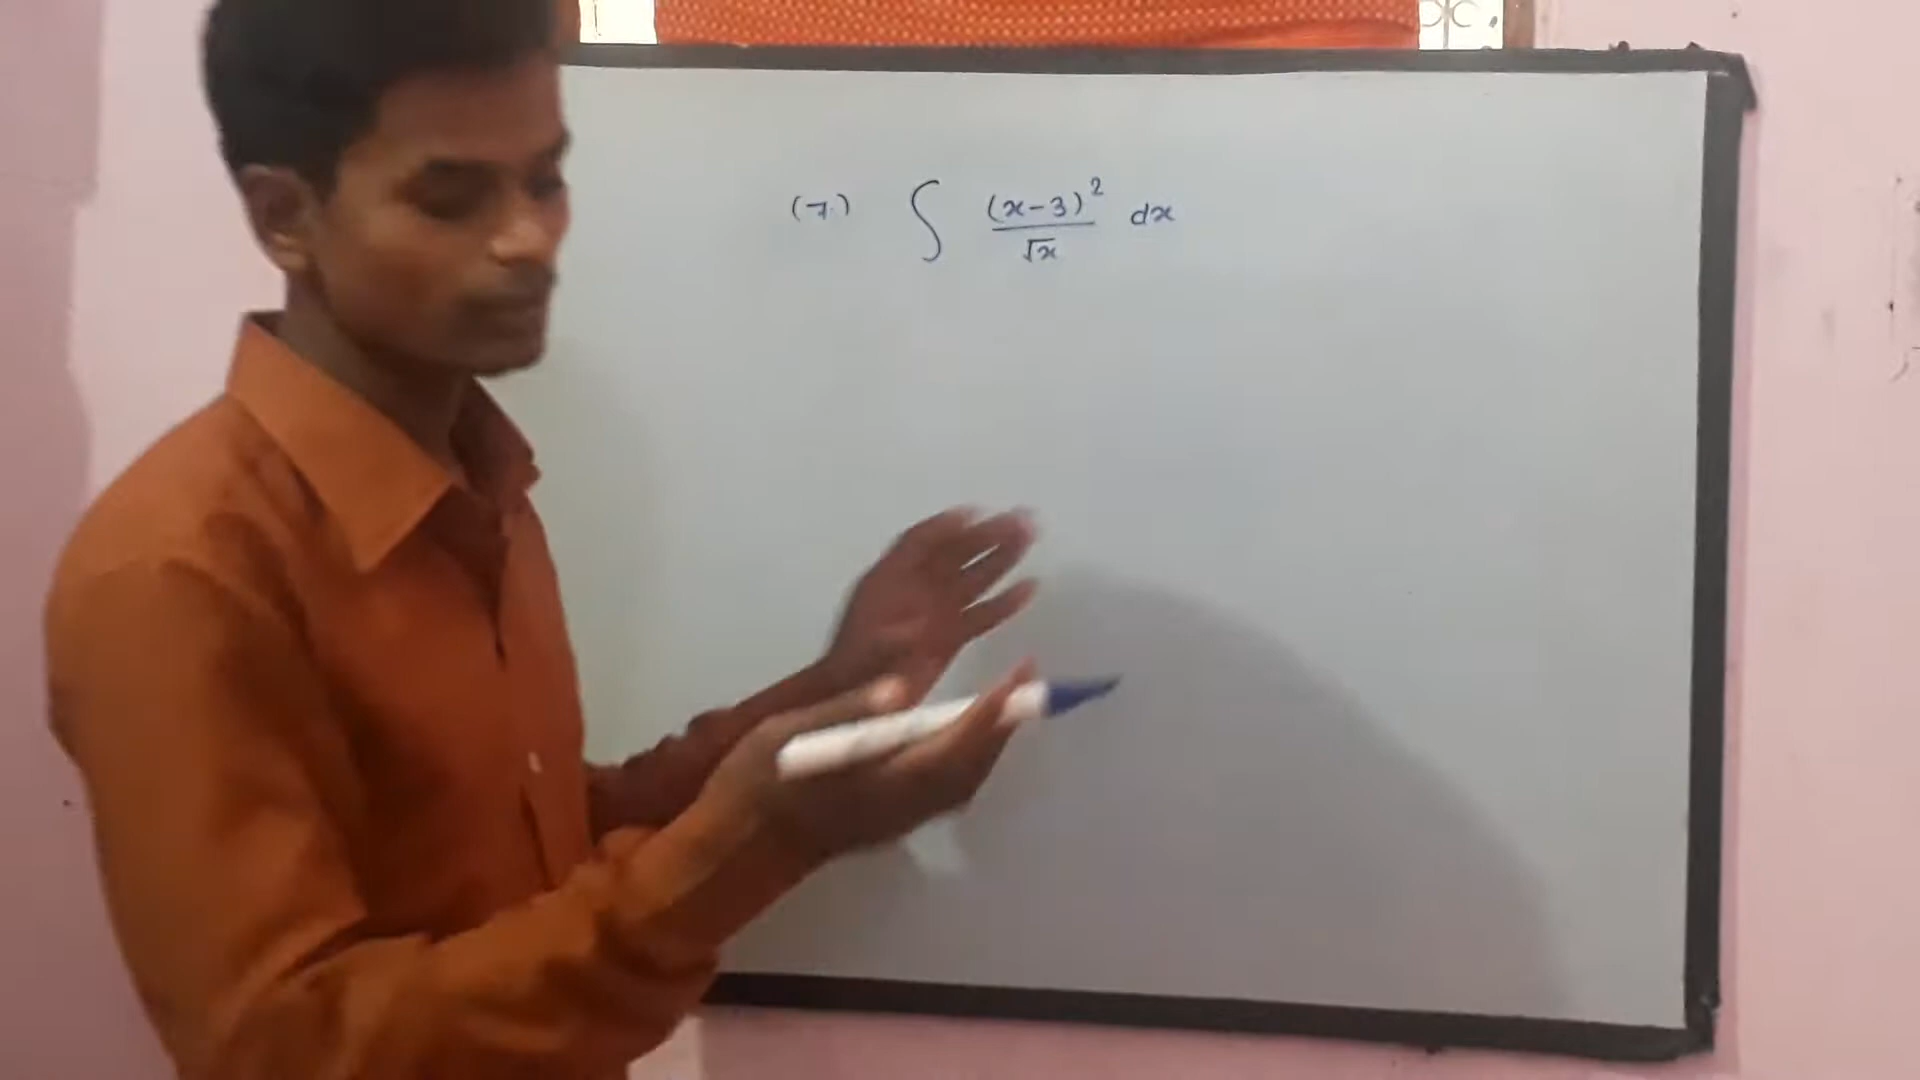 (7.) ∫ (x-3)²/√x dx